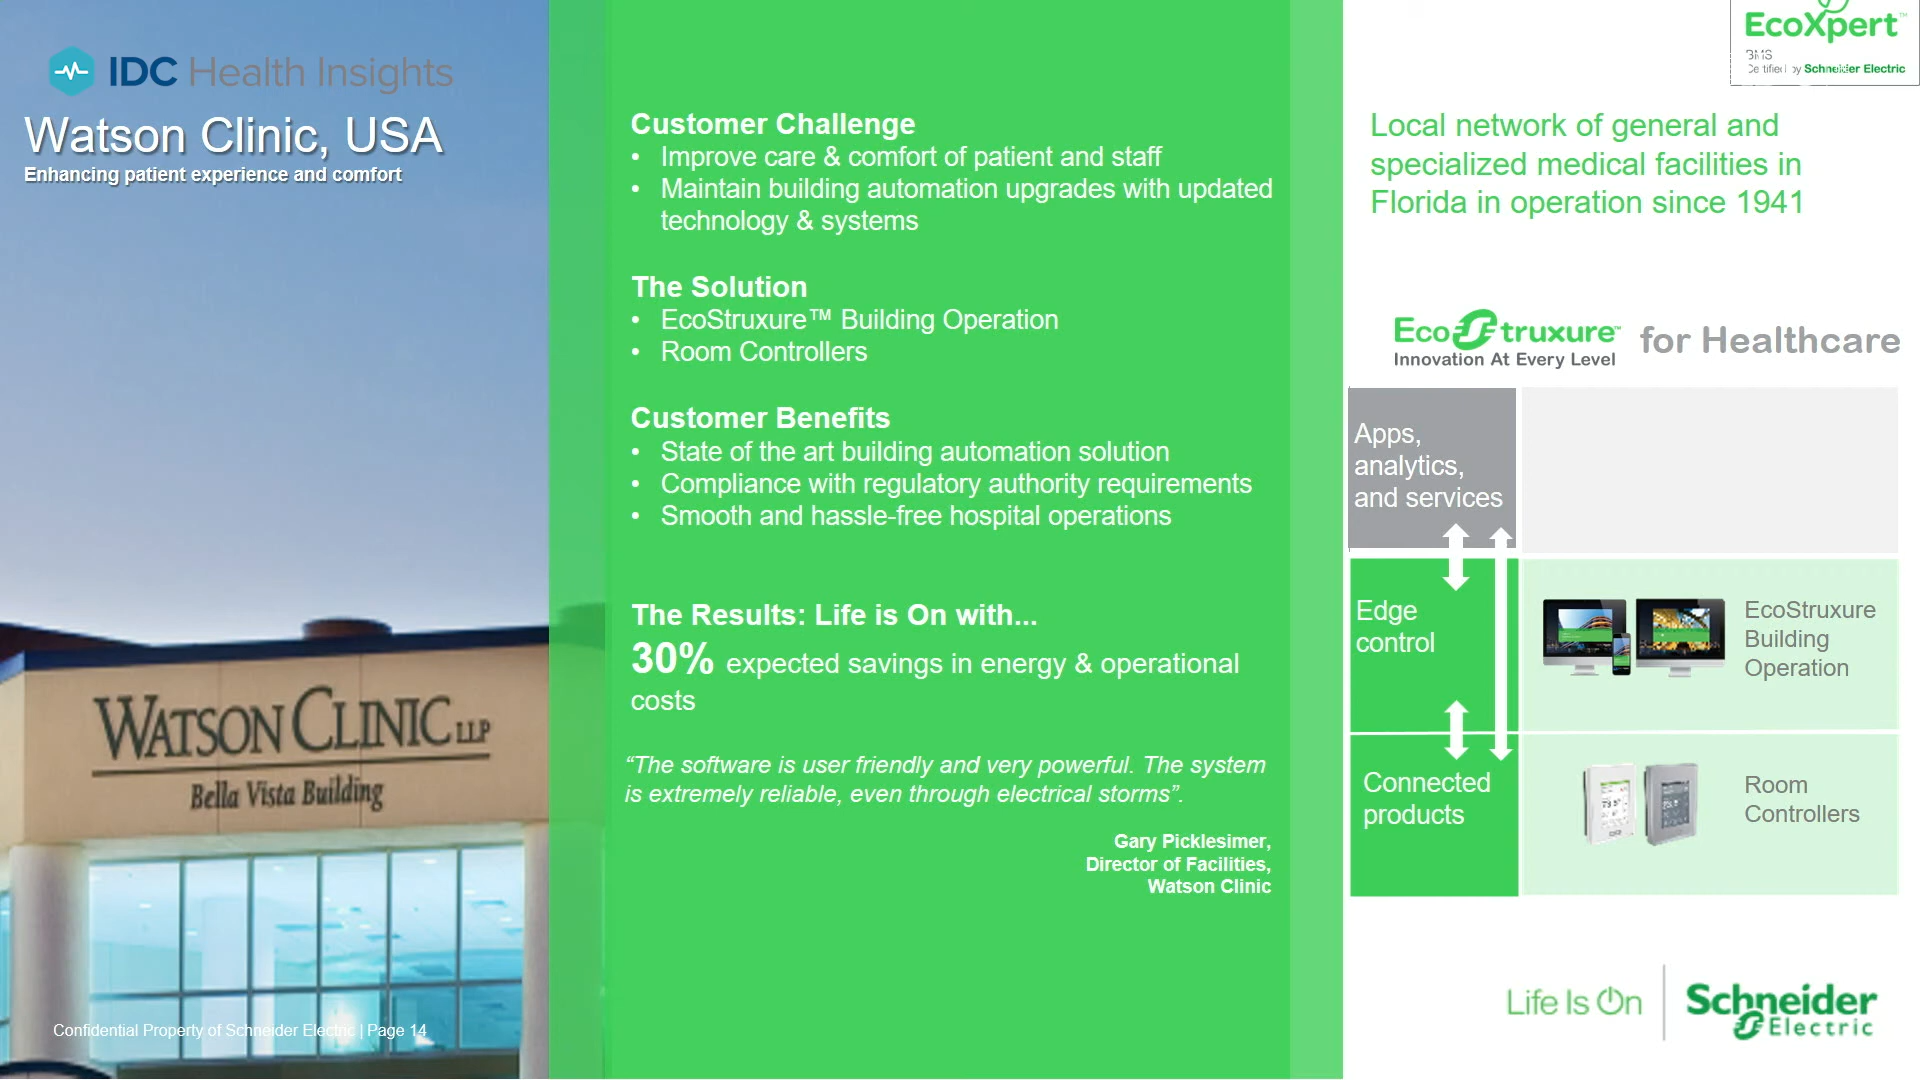 IDC Health Insights
Watson Clinic, USA
Enhancing patient experience and comfort
WATSON CLINIC LLP
Bella Vista Building
Confidential Property of Schneider Electric | Page 14
Customer Challenge
• Improve care & comfort of patient and staff
• Maintain building automation upgrades with updated
technology & systems
The Solution
• EcoStruxure™ Building Operation
• Room Controllers
Customer Benefits
• State of the art building automation solution
• Compliance with regulatory authority requirements
• Smooth and hassle-free hospital operations
The Results: Life is On with...
30% expected savings in energy & operational
costs
“The software is user friendly and very powerful. The system
is extremely reliable, even through electrical storms”.
Gary Picklesimer,
Director of Facilities,
Watson Clinic
EcoXpert™
BMS
Certified by Schneider Electric
Local network of general and
specialized medical facilities in
Florida in operation since 1941
EcoStruxure™ for Healthcare
Innovation At Every Level
Apps,
analytics,
and services
Edge
control
EcoStruxure
Building
Operation
Connected
products
Room
Controllers
Life Is On
Schneider
Electric